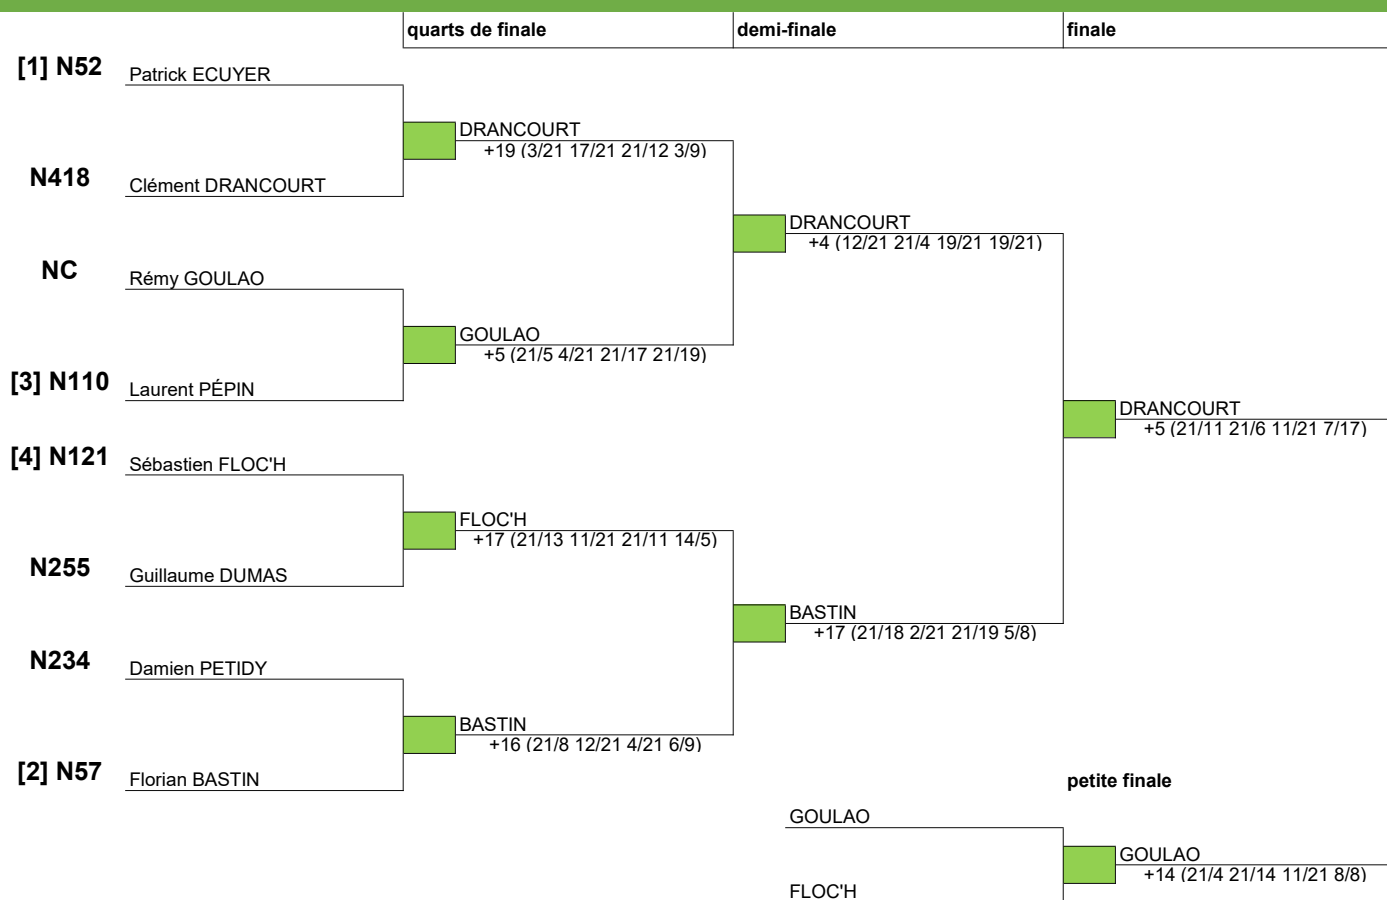 quarts de finale demi-finale finale
[1] N52 Patrick ECUYER
DRANCOURT
+19 (3/21 17/21 21/12 3/9)
N418 Clément DRANCOURT
DRANCOURT
+4 (12/21 21/4 19/21 19/21)
NC Rémy GOULAO
GOULAO
+5 (21/5 4/21 21/17 21/19)
[3] N110 Laurent PÉPIN
DRANCOURT
+5 (21/11 21/6 11/21 7/17)
[4] N121 Sébastien FLOC'H
FLOC'H
+17 (21/13 11/21 21/11 14/5)
N255 Guillaume DUMAS
BASTIN
+17 (21/18 2/21 21/19 5/8)
N234 Damien PETIDY
BASTIN
+16 (21/8 12/21 4/21 6/9)
[2] N57 Florian BASTIN
petite finale
GOULAO
GOULAO
+14 (21/4 21/14 11/21 8/8)
FLOC'H